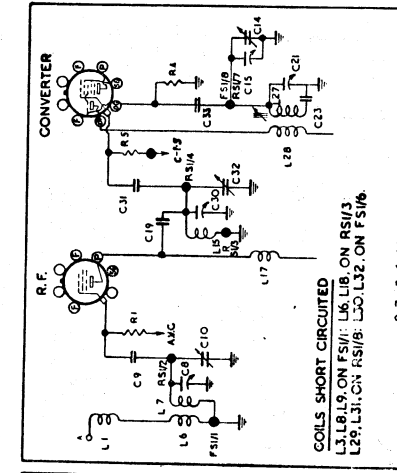 CONVERTER
R.F.
F
P
F
P
C14
FS1/8
RS1/7
C15
R4
C33
C21
L27
C23
L28
R5
C-1·5
C31
RS1/4
C32
C30
C19
L15
L17
R1
A.V.C
C9
RS1/2
C8
C10
A
L1
L7
L6
FS1/1
COILS SHORT CIRCUITED
L3,L8,L9, ON FS1/1: L16,L18, ON RS1/3
L29,L31, ON RS1/8: L30,L32, ON FS1/6.